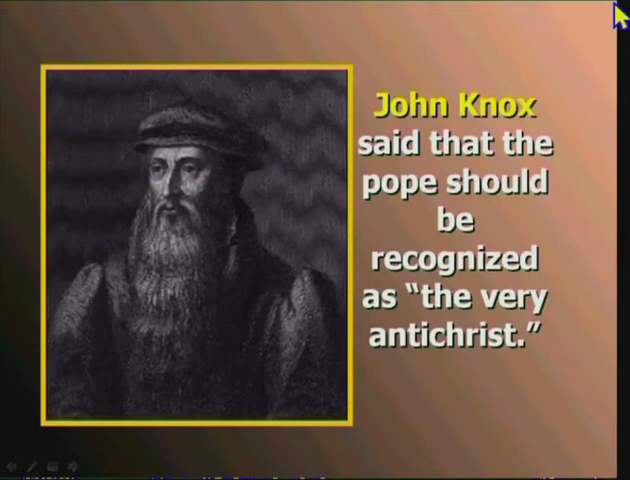 John Knox
said that the
pope should
be
recognized
as “the very
antichrist.”